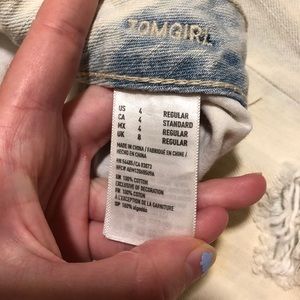 TOMGIRL
US 4 REGULAR
CA 4 STANDARD
MX 4 REGULAR
UK 8 REGULAR
MADE IN CHINA / FABRIQUÉ EN CHINE /
HECHO EN CHINA
100% COTTON
EXCLUSIVE OF DECORATION
100% COTON
À L'EXCEPTION DE LA GARNITURE
100% algodón